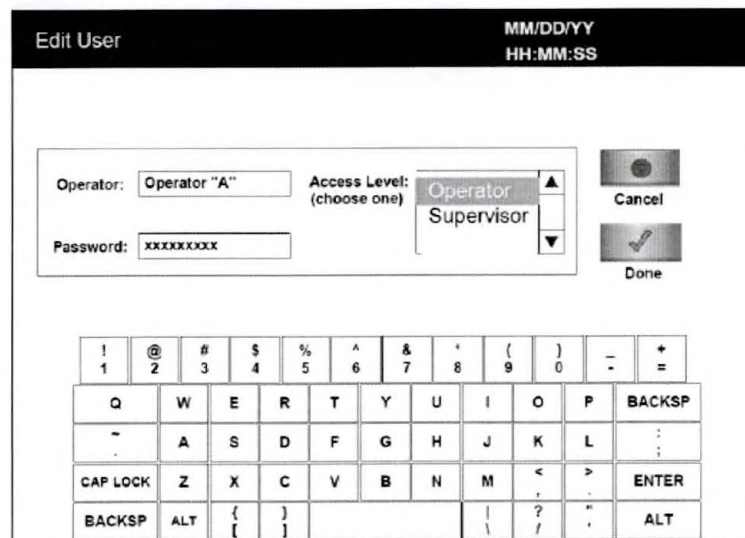 Edit User
MM/DD/YY
HH:MM:SS
Operator: Operator "A"
Access Level:
(choose one)
Operator
Supervisor
Cancel
Password: xxxxxxxxx
Done
! @ # $ % ^ & * ( ) _ +
1 2 3 4 5 6 7 8 9 0 - =
Q W E R T Y U I O P BACKSP
~ A S D F G H J K L :
;
CAP LOCK Z X C V B N M < > ENTER
, .
BACKSP ALT { } | ? " ALT
[ ] \ / '